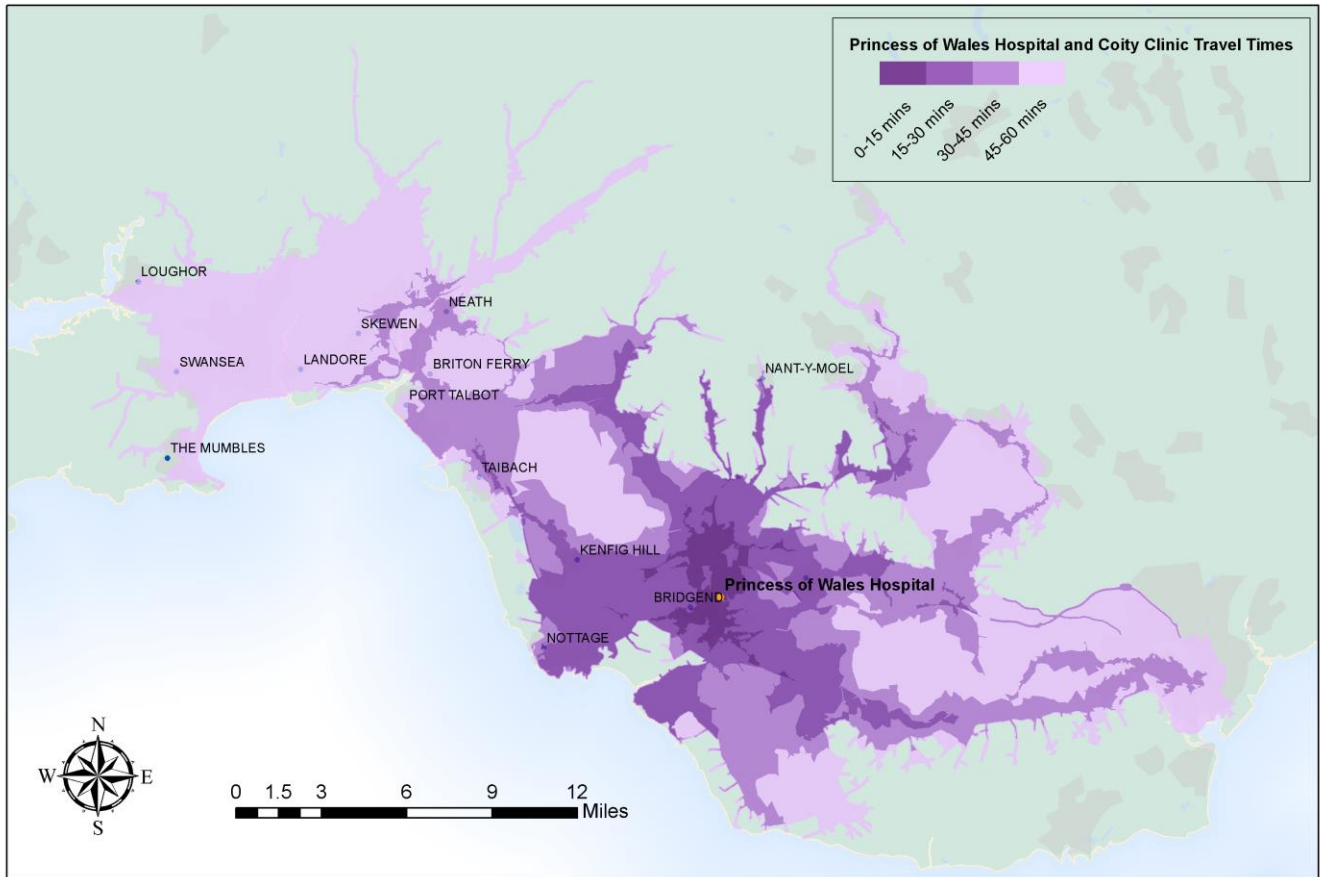 Princess of Wales Hospital and Coity Clinic Travel Times
0-15 mins
15-30 mins
30-45 mins
45-60 mins
LOUGHOR
NEATH
SKEWEN
SWANSEA
LANDORE
BRITON FERRY
NANT-Y-MOEL
PORT TALBOT
THE MUMBLES
TAIBACH
KENFIG HILL
Princess of Wales Hospital
BRIDGEND
NOTTAGE
N
W E
S
0 1.5 3 6 9 12
Miles